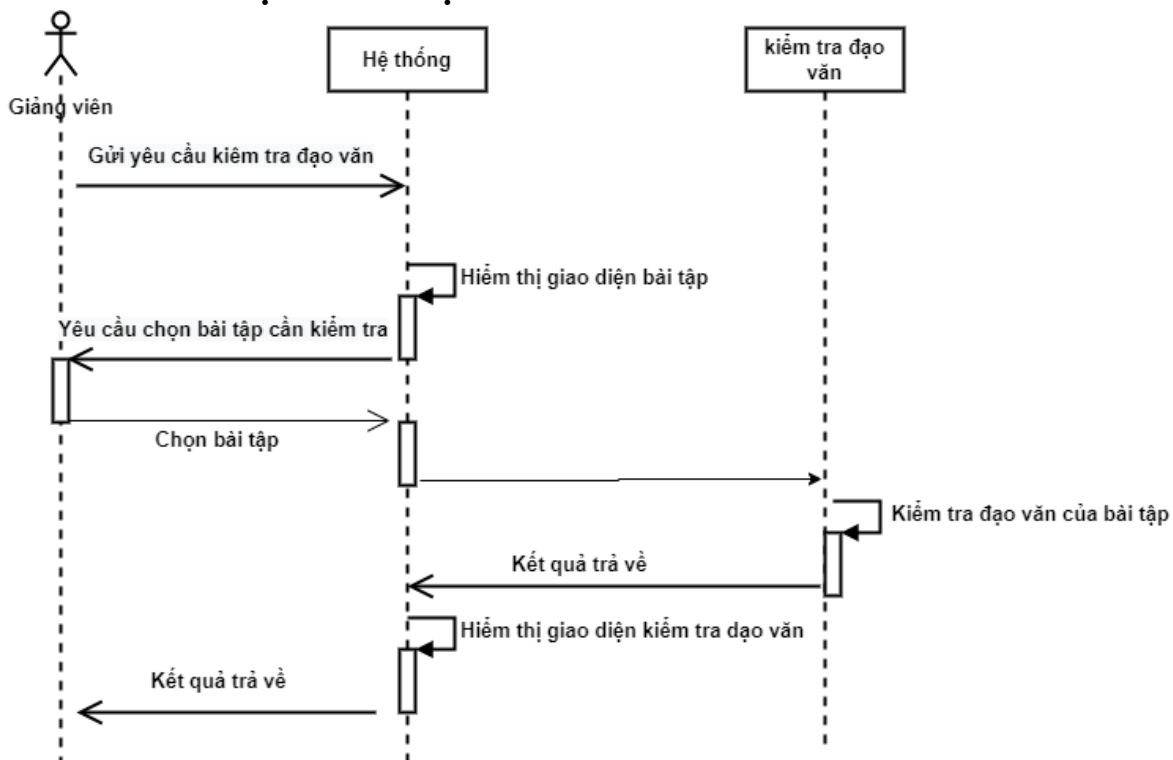 Hệ thống
kiểm tra đạo
văn
Giảng viên
Gửi yêu cầu kiêm tra đạo văn
Hiểm thị giao diện bài tập
Yêu cầu chọn bài tập cần kiểm tra
Chọn bài tập
Kiểm tra đạo văn của bài tập
Kết quả trả về
Hiểm thị giao diện kiểm tra dạo văn
Kết quả trả về